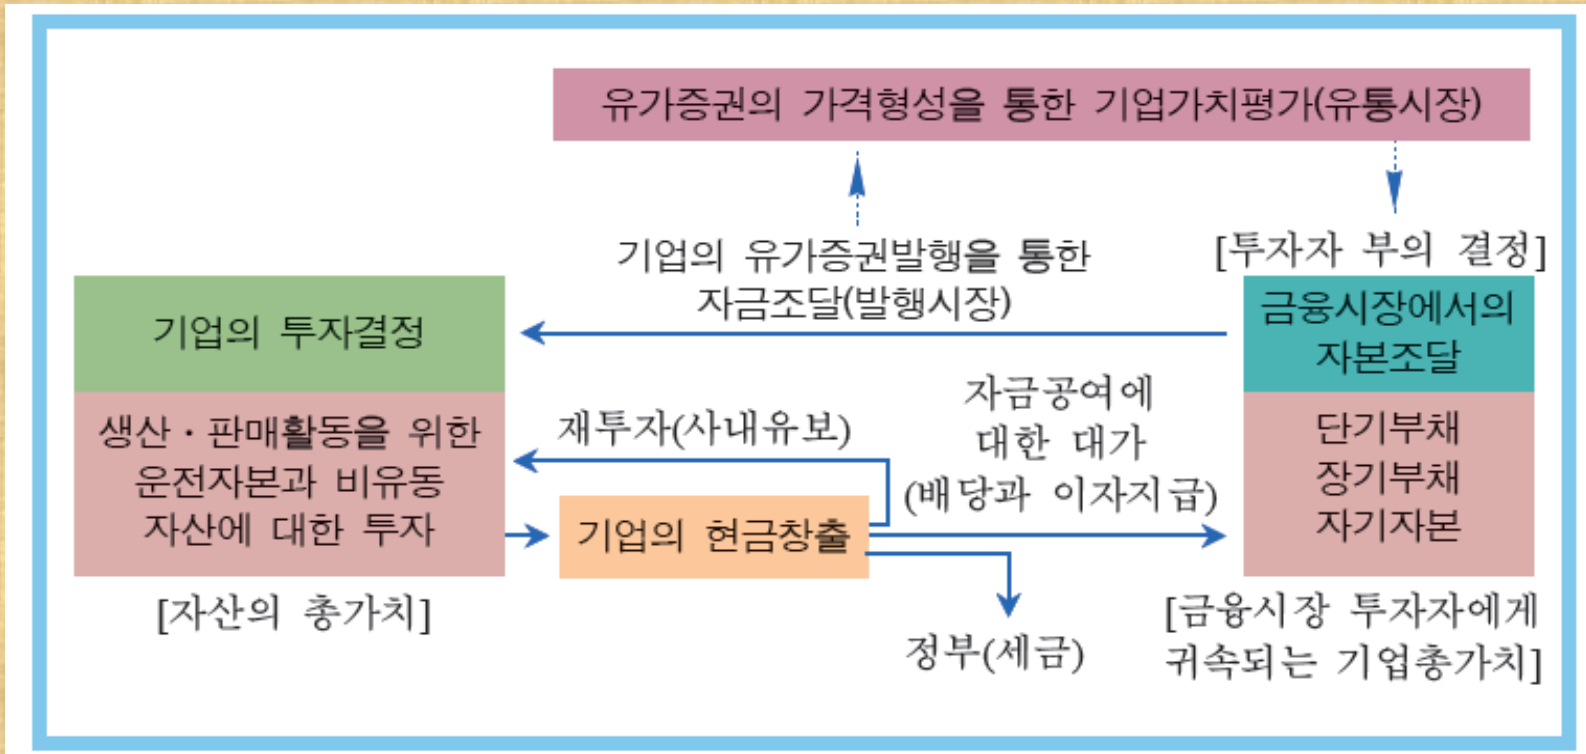 유가증권의 가격형성을 통한 기업가치평가(유통시장)
기업의 유가증권발행을 통한
자금조달(발행시장)
[투자자 부의 결정]
기업의 투자결정
금융시장에서의
자본조달
생산·판매활동을 위한
운전자본과 비유동
자산에 대한 투자
재투자(사내유보)
자금공여에
대한 대가
(배당과 이자지급)
단기부채
장기부채
자기자본
기업의 현금창출
[자산의 총가치]
정부(세금)
[금융시장 투자자에게
귀속되는 기업총가치]